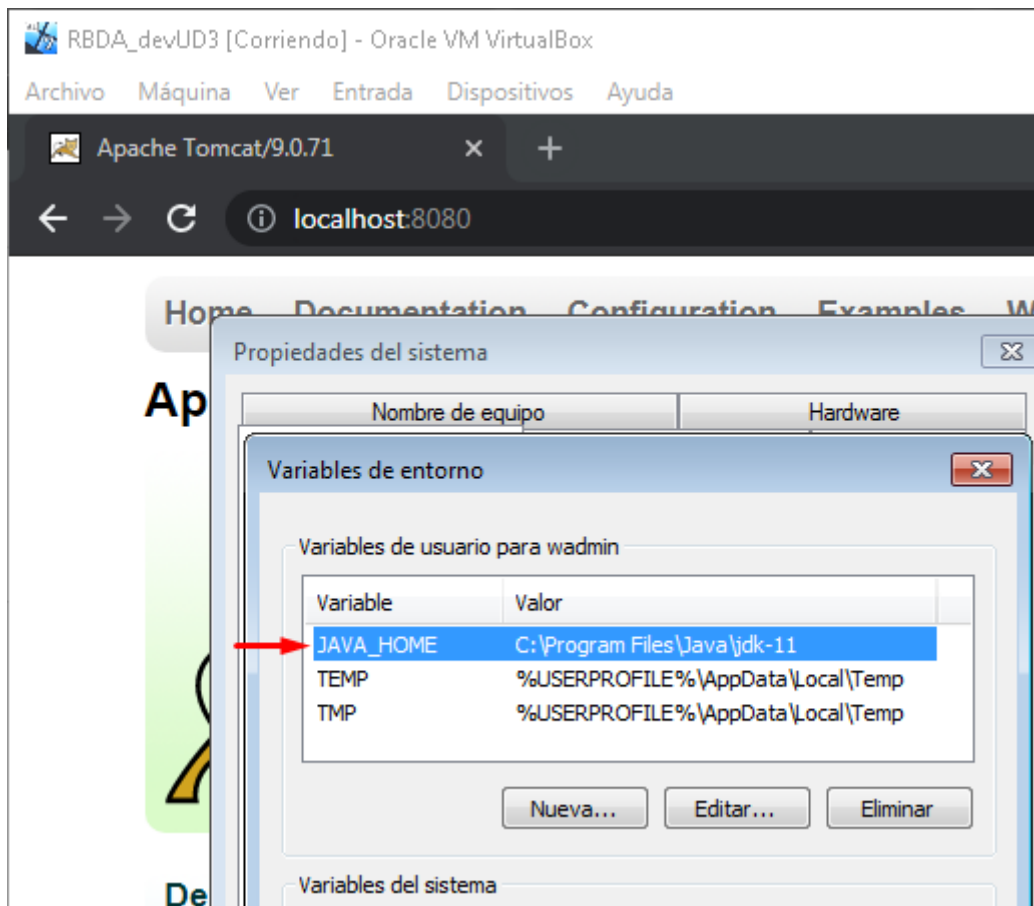 RBDA_devUD3 [Corriendo] - Oracle VM VirtualBox
Archivo Máquina Ver Entrada Dispositivos Ayuda
Apache Tomcat/9.0.71
localhost:8080
Home Documentation Configuration Examples W
Propiedades del sistema
Ap
Nombre de equipo Hardware
Variables de entorno
Variables de usuario para wadmin
Variable Valor
JAVA_HOME C:\Program Files\Java\jdk-11
TEMP %USERPROFILE%\AppData\Local\Temp
TMP %USERPROFILE%\AppData\Local\Temp
Nueva... Editar... Eliminar
Variables del sistema
De